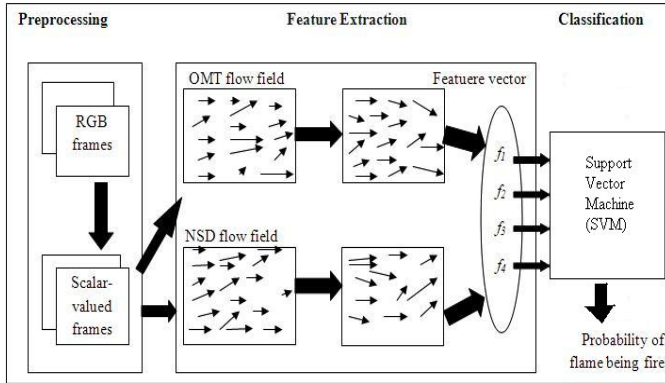 Preprocessing
Feature Extraction
Classification
RGB
frames
Scalar-
valued frames
OMT flow field
Featuere vector
NSD flow field
f1
f2
f3
f4
Support
Vector
Machine
(SVM)
Probability of
flame being fire